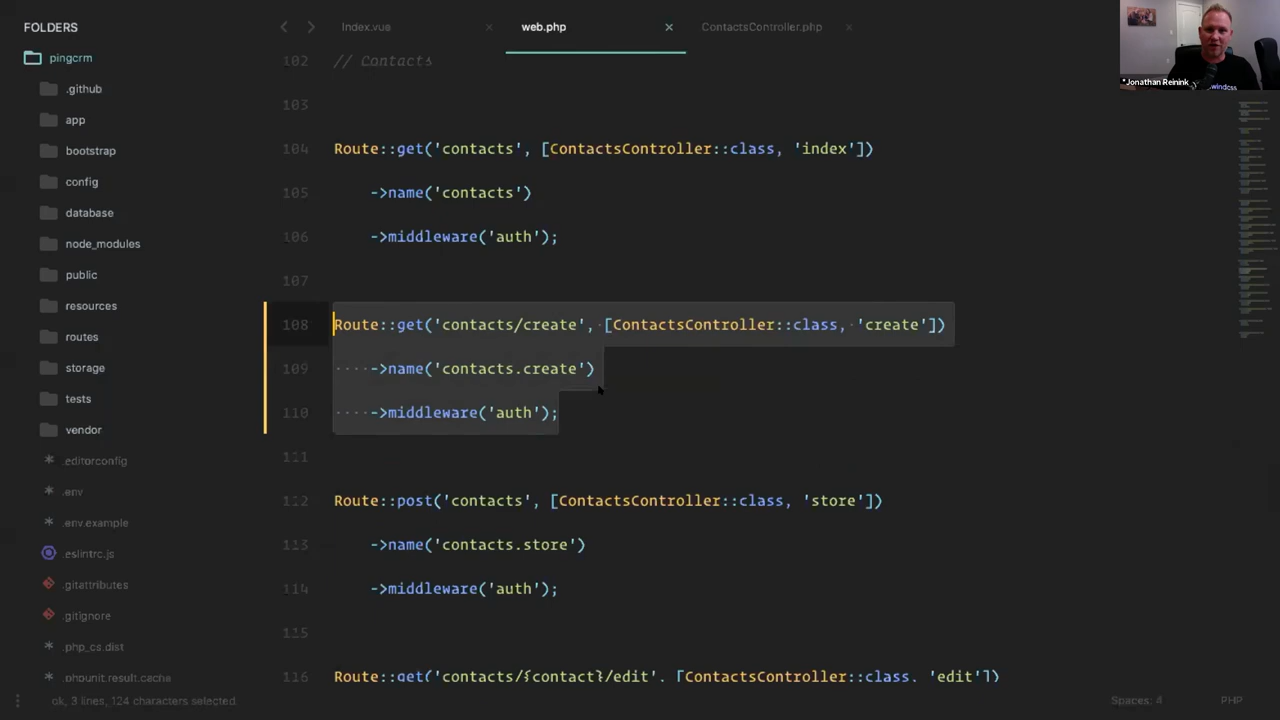 FOLDERS
pingcrm
.github
app
bootstrap
config
database
node_modules
public
resources
routes
storage
tests
vendor
.editorconfig
.env
.env.example
.eslintrc.js
.gitattributes
.gitignore
.php_cs.dist
.phpunit.result.cache
Index.vue
web.php
ContactsController.php
102 // Contacts
103
104 Route::get('contacts', [ContactsController::class, 'index'])
105 ->name('contacts')
106 ->middleware('auth');
107
108 Route::get('contacts/create', [ContactsController::class, 'create'])
109 ->name('contacts.create')
110 ->middleware('auth');
111
112 Route::post('contacts', [ContactsController::class, 'store'])
113 ->name('contacts.store')
114 ->middleware('auth');
115
116 Route::get('contacts/{contact}/edit', [ContactsController::class, 'edit'])
*Jonathan Reinink
windcss
ok, 3 lines, 124 characters selected
Spaces: 4
PHP